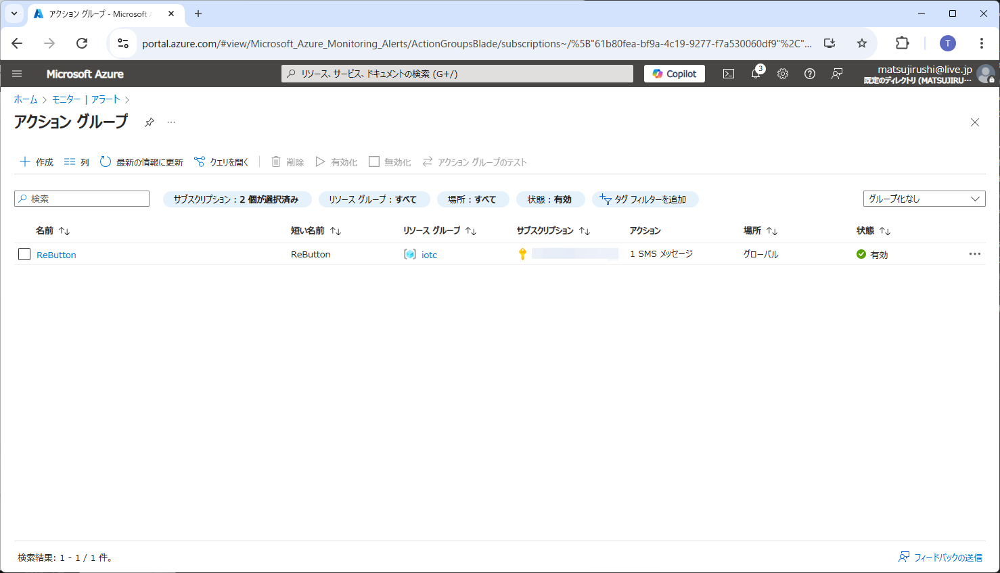 アクション グループ - Microsoft A
portal.azure.com/#view/Microsoft_Azure_Monitoring_Alerts/ActionGroupsBlade/subscriptions~/%5B"61b80fea-bf9a-4c19-9277-f7a530060df9"%2C"...
T
Microsoft Azure
リソース、サービス、ドキュメントの検索 (G+/)
Copilot
3
matsujirushi@live.jp
既定のディレクトリ (MATSUJIRU...
ホーム > モニター | アラート >
アクション グループ
作成 列 最新の情報に更新 クエリを開く 削除 有効化 無効化 アクション グループのテスト
検索 サブスクリプション : 2 個が選択済み リソース グループ : すべて 場所 : すべて 状態 : 有効 タグ フィルターを追加 グループ化なし
名前 ↑↓ 短い名前 ↑↓ リソース グループ ↑↓ サブスクリプション ↑↓ アクション 場所 ↑↓ 状態 ↑↓
ReButton ReButton iotc 1 SMS メッセージ グローバル 有効
検索結果: 1 - 1 / 1 件。 フィードバックの送信